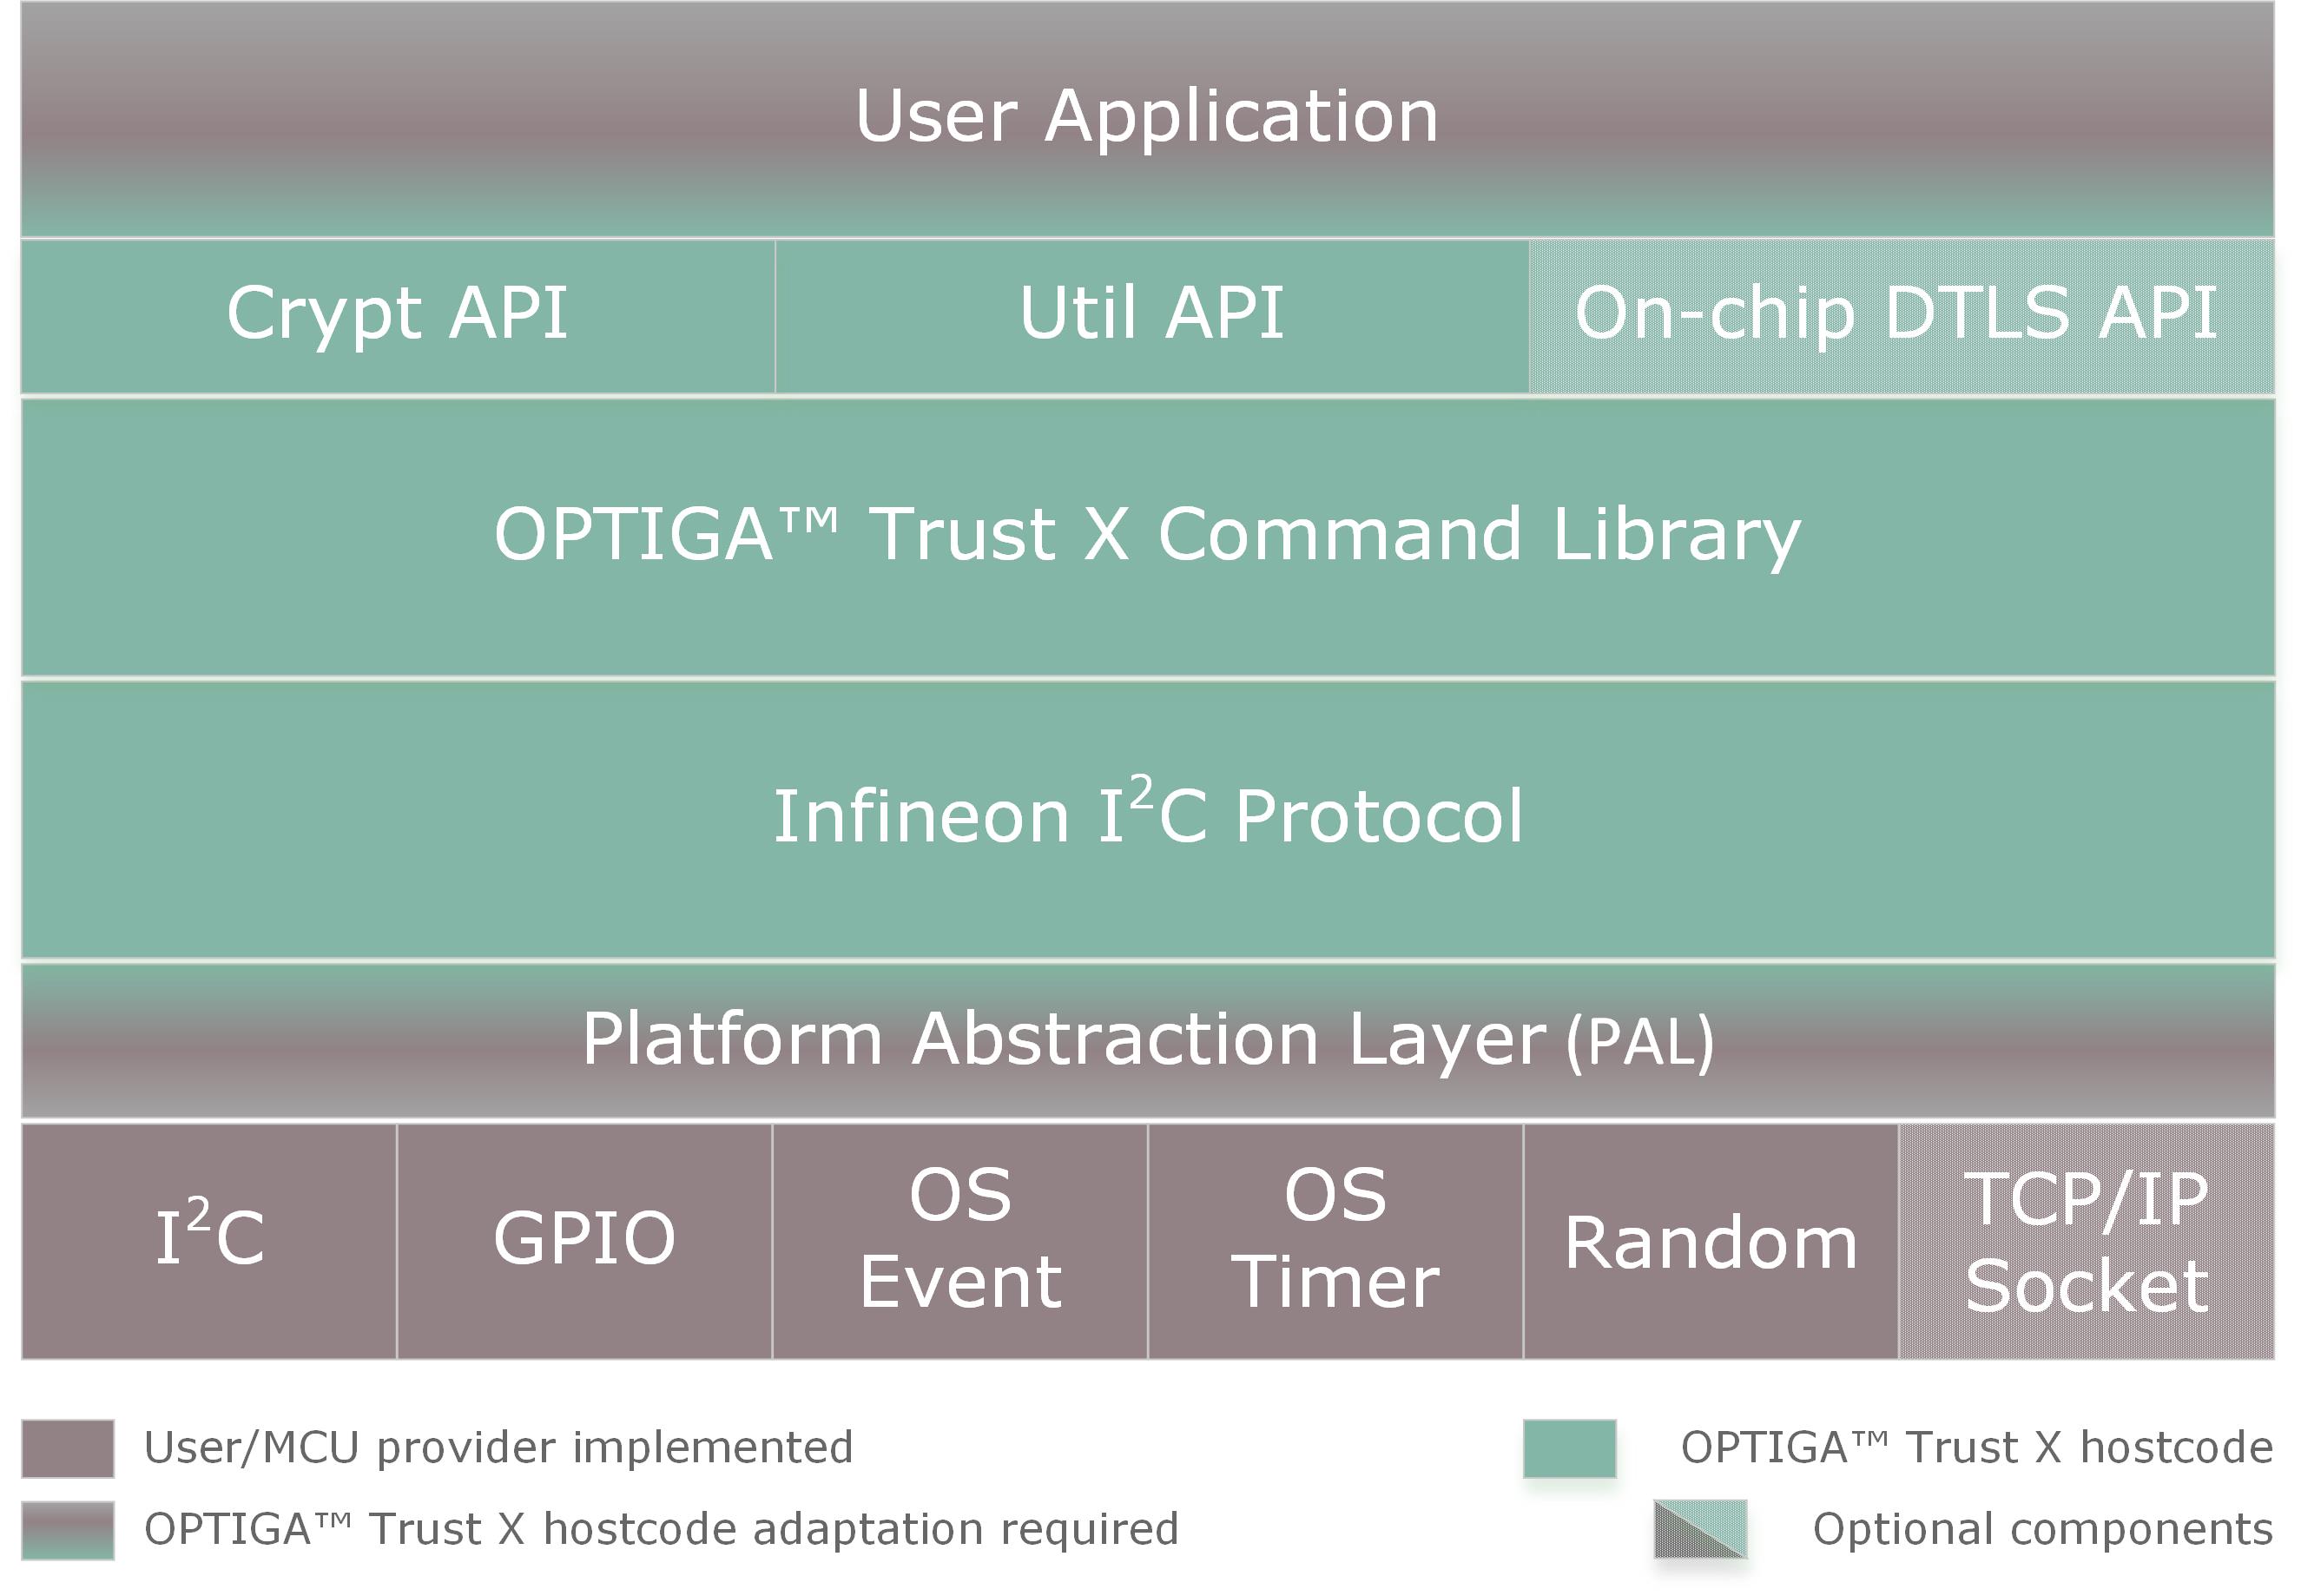 User Application
Crypt API
Util API
On-chip DTLS API
OPTIGA™ Trust X Command Library
Infineon I²C Protocol
Platform Abstraction Layer (PAL)
I²C
GPIO
OS
Event
OS
Timer
Random
TCP/IP
Socket
User/MCU provider implemented
OPTIGA™ Trust X hostcode
OPTIGA™ Trust X hostcode adaptation required
Optional components